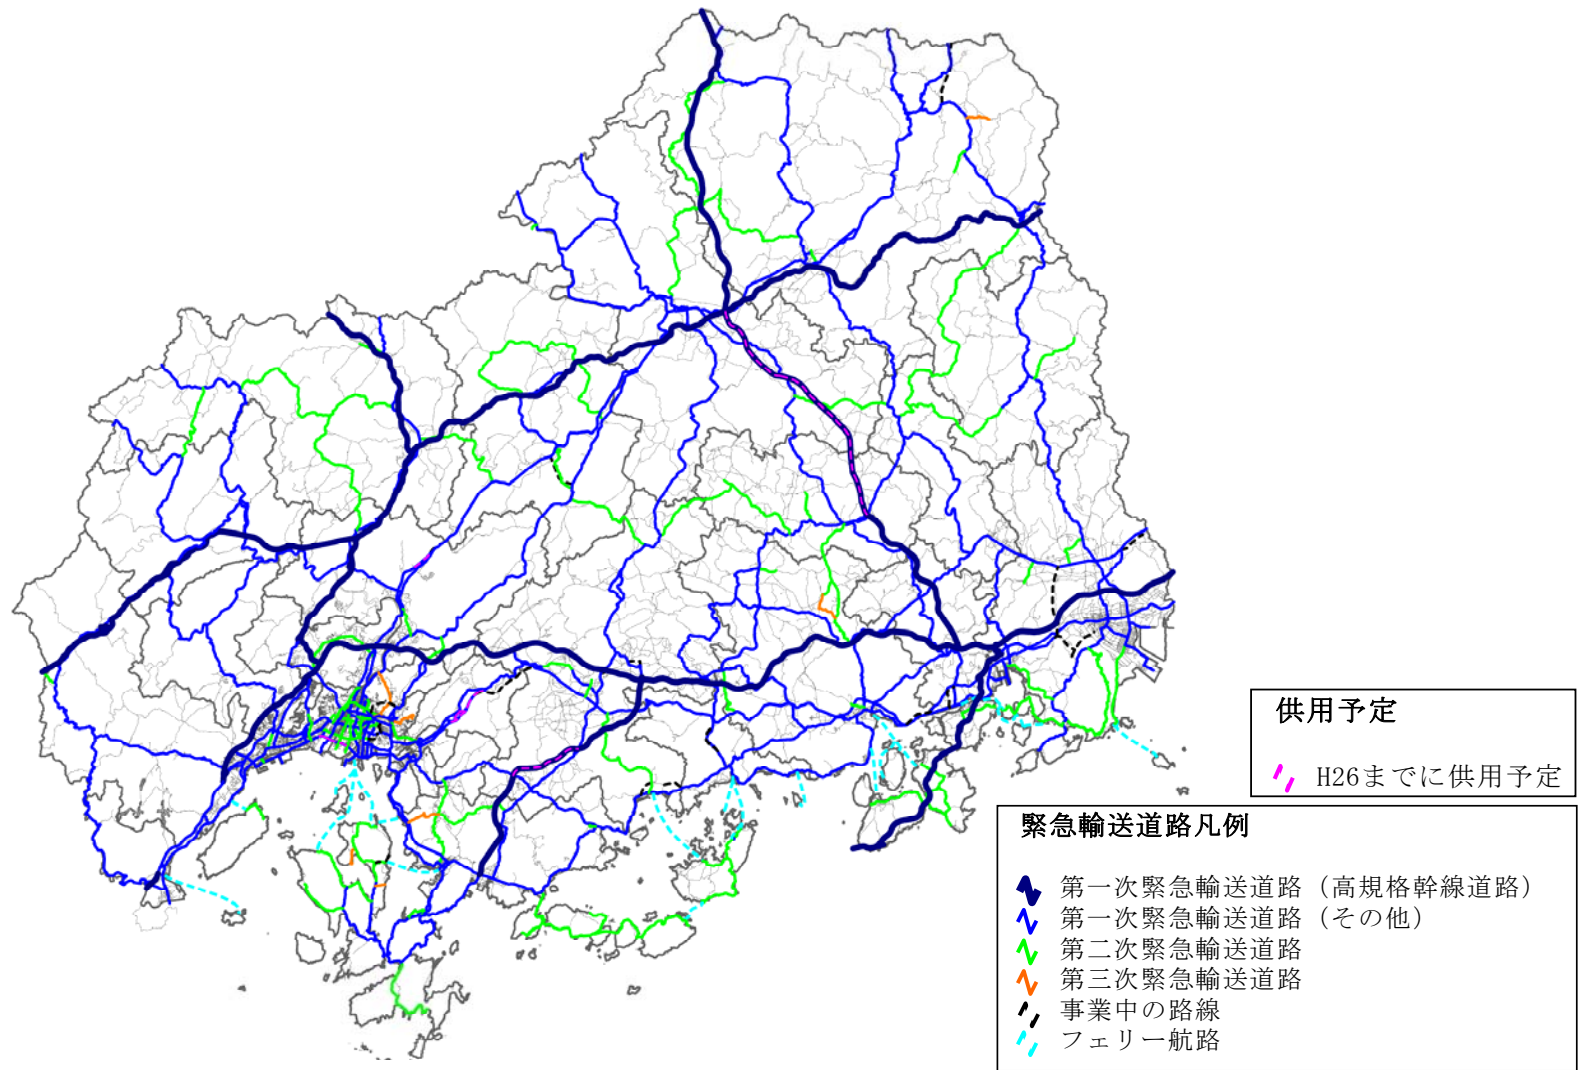 供用予定
H26までに供用予定
緊急輸送道路凡例
第一次緊急輸送道路（高規格幹線道路）
第一次緊急輸送道路（その他）
第二次緊急輸送道路
第三次緊急輸送道路
事業中の路線
フェリー航路